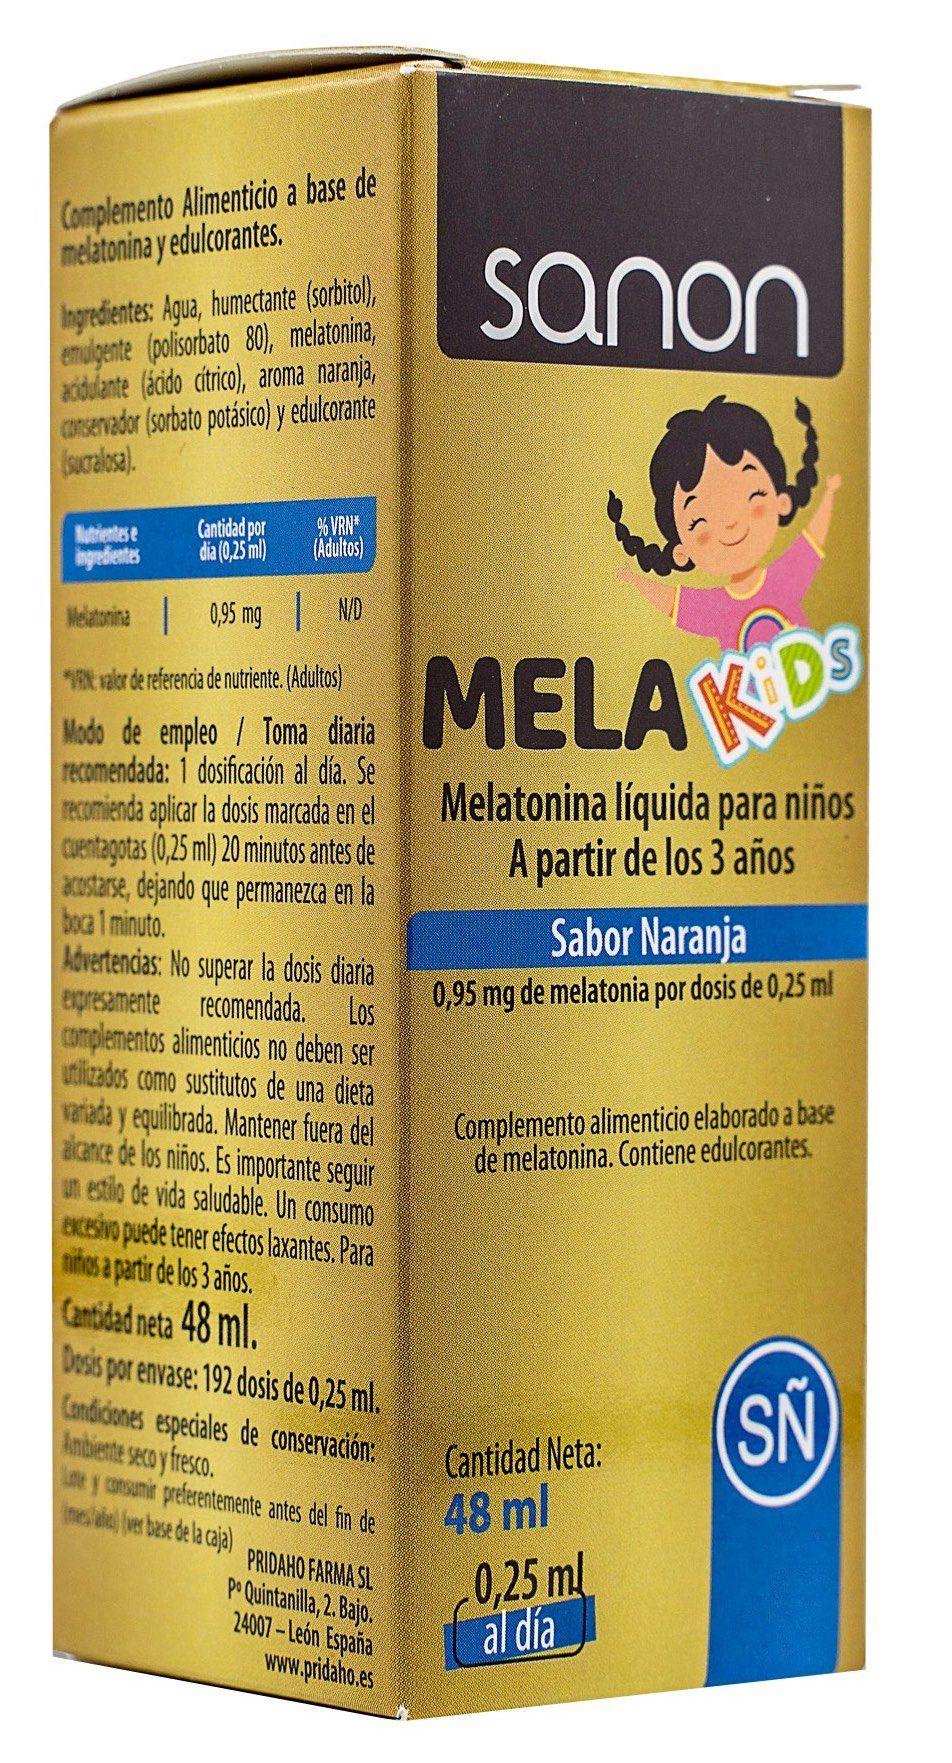 Complemento Alimenticio a base de
melatonina y edulcorantes.
Ingredientes: Agua, humectante (sorbitol),
emulgente (polisorbato 80), melatonina,
acidulante (ácido cítrico), aroma naranja,
conservador (sorbato potásico) y edulcorante
(sucralosa).
Nutrientes e
ingredientes
Cantidad por
día (0,25 ml)
% VRN*
(Adultos)
Melatonina 0,95 mg N/D
*VRN: valor de referencia de nutriente. (Adultos)
Modo de empleo / Toma diaria
recomendada: 1 dosificación al día. Se
recomienda aplicar la dosis marcada en el
cuentagotas (0,25 ml) 20 minutos antes de
acostarse, dejando que permanezca en la
boca 1 minuto.
Advertencias: No superar la dosis diaria
expresamente recomendada. Los
complementos alimenticios no deben ser
utilizados como sustitutos de una dieta
variada y equilibrada. Mantener fuera del
alcance de los niños. Es importante seguir
un estilo de vida saludable. Un consumo
excesivo puede tener efectos laxantes. Para
niños a partir de los 3 años.
Cantidad neta 48 ml.
Dosis por envase: 192 dosis de 0,25 ml.
Condiciones especiales de conservación:
Ambiente seco y fresco.
Lote y consumir preferentemente antes del fin de
(mes/año) (ver base de la caja)
PRIDAHO FARMA SL
Pº Quintanilla, 2. Bajo.
24007 – León España
www.pridaho.es
sanon
MELA KiDs
Melatonina líquida para niños
A partir de los 3 años
Sabor Naranja
0,95 mg de melatonia por dosis de 0,25 ml
Complemento alimenticio elaborado a base
de melatonina. Contiene edulcorantes.
SÑ
Cantidad Neta:
48 ml
0,25 ml
al día